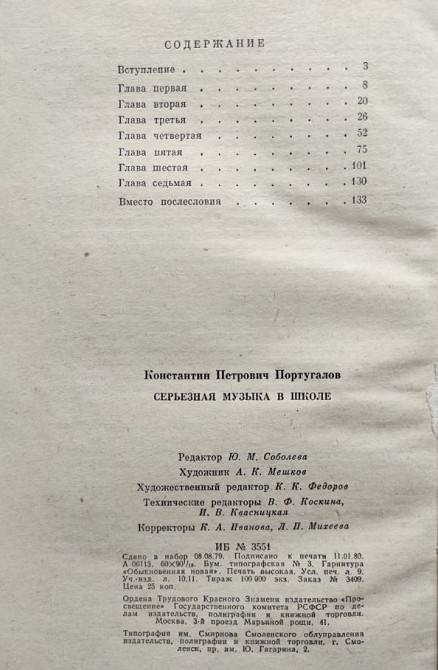 СОДЕРЖАНИЕ
Вступление . . . . . . . . . . 3
Глава первая . . . . . . . . . 8
Глава вторая . . . . . . . . . 20
Глава третья . . . . . . . . . 26
Глава четвертая . . . . . . . . 52
Глава пятая . . . . . . . . . 75
Глава шестая . . . . . . . . . 101
Глава седьмая . . . . . . . . . 130
Вместо послесловия . . . . . . . 133
Константин Петрович Португалов
СЕРЬЕЗНАЯ МУЗЫКА В ШКОЛЕ
Редактор Ю. М. Соболева
Художник А. К. Мешков
Художественный редактор К. К. Федоров
Технические редакторы В. Ф. Коскина,
И. В. Квасницкая
Корректоры К. А. Иванова, Л. П. Михеева
ИБ № 3551
Сдано в набор 08.08.79. Подписано к печати 11.01.80.
А 06113. 60×90¹/₁₆. Бум. типографская № 3. Гарнитура
«Обыкновенная новая». Печать высокая. Усл. печ. л. 9.
Уч.-изд. л. 10,11. Тираж 100 000 экз. Заказ № 3409.
Цена 25 коп.
Ордена Трудового Красного Знамени издательство «Про-
свещение» Государственного комитета РСФСР по де-
лам издательств, полиграфии и книжной торговли.
Москва, 3-й проезд Марьиной рощи, 41.
Типография им. Смирнова Смоленского облуправления
издательств, полиграфии и книжной торговли, г. Смо-
ленск, пр. им. Ю. Гагарина, 2.